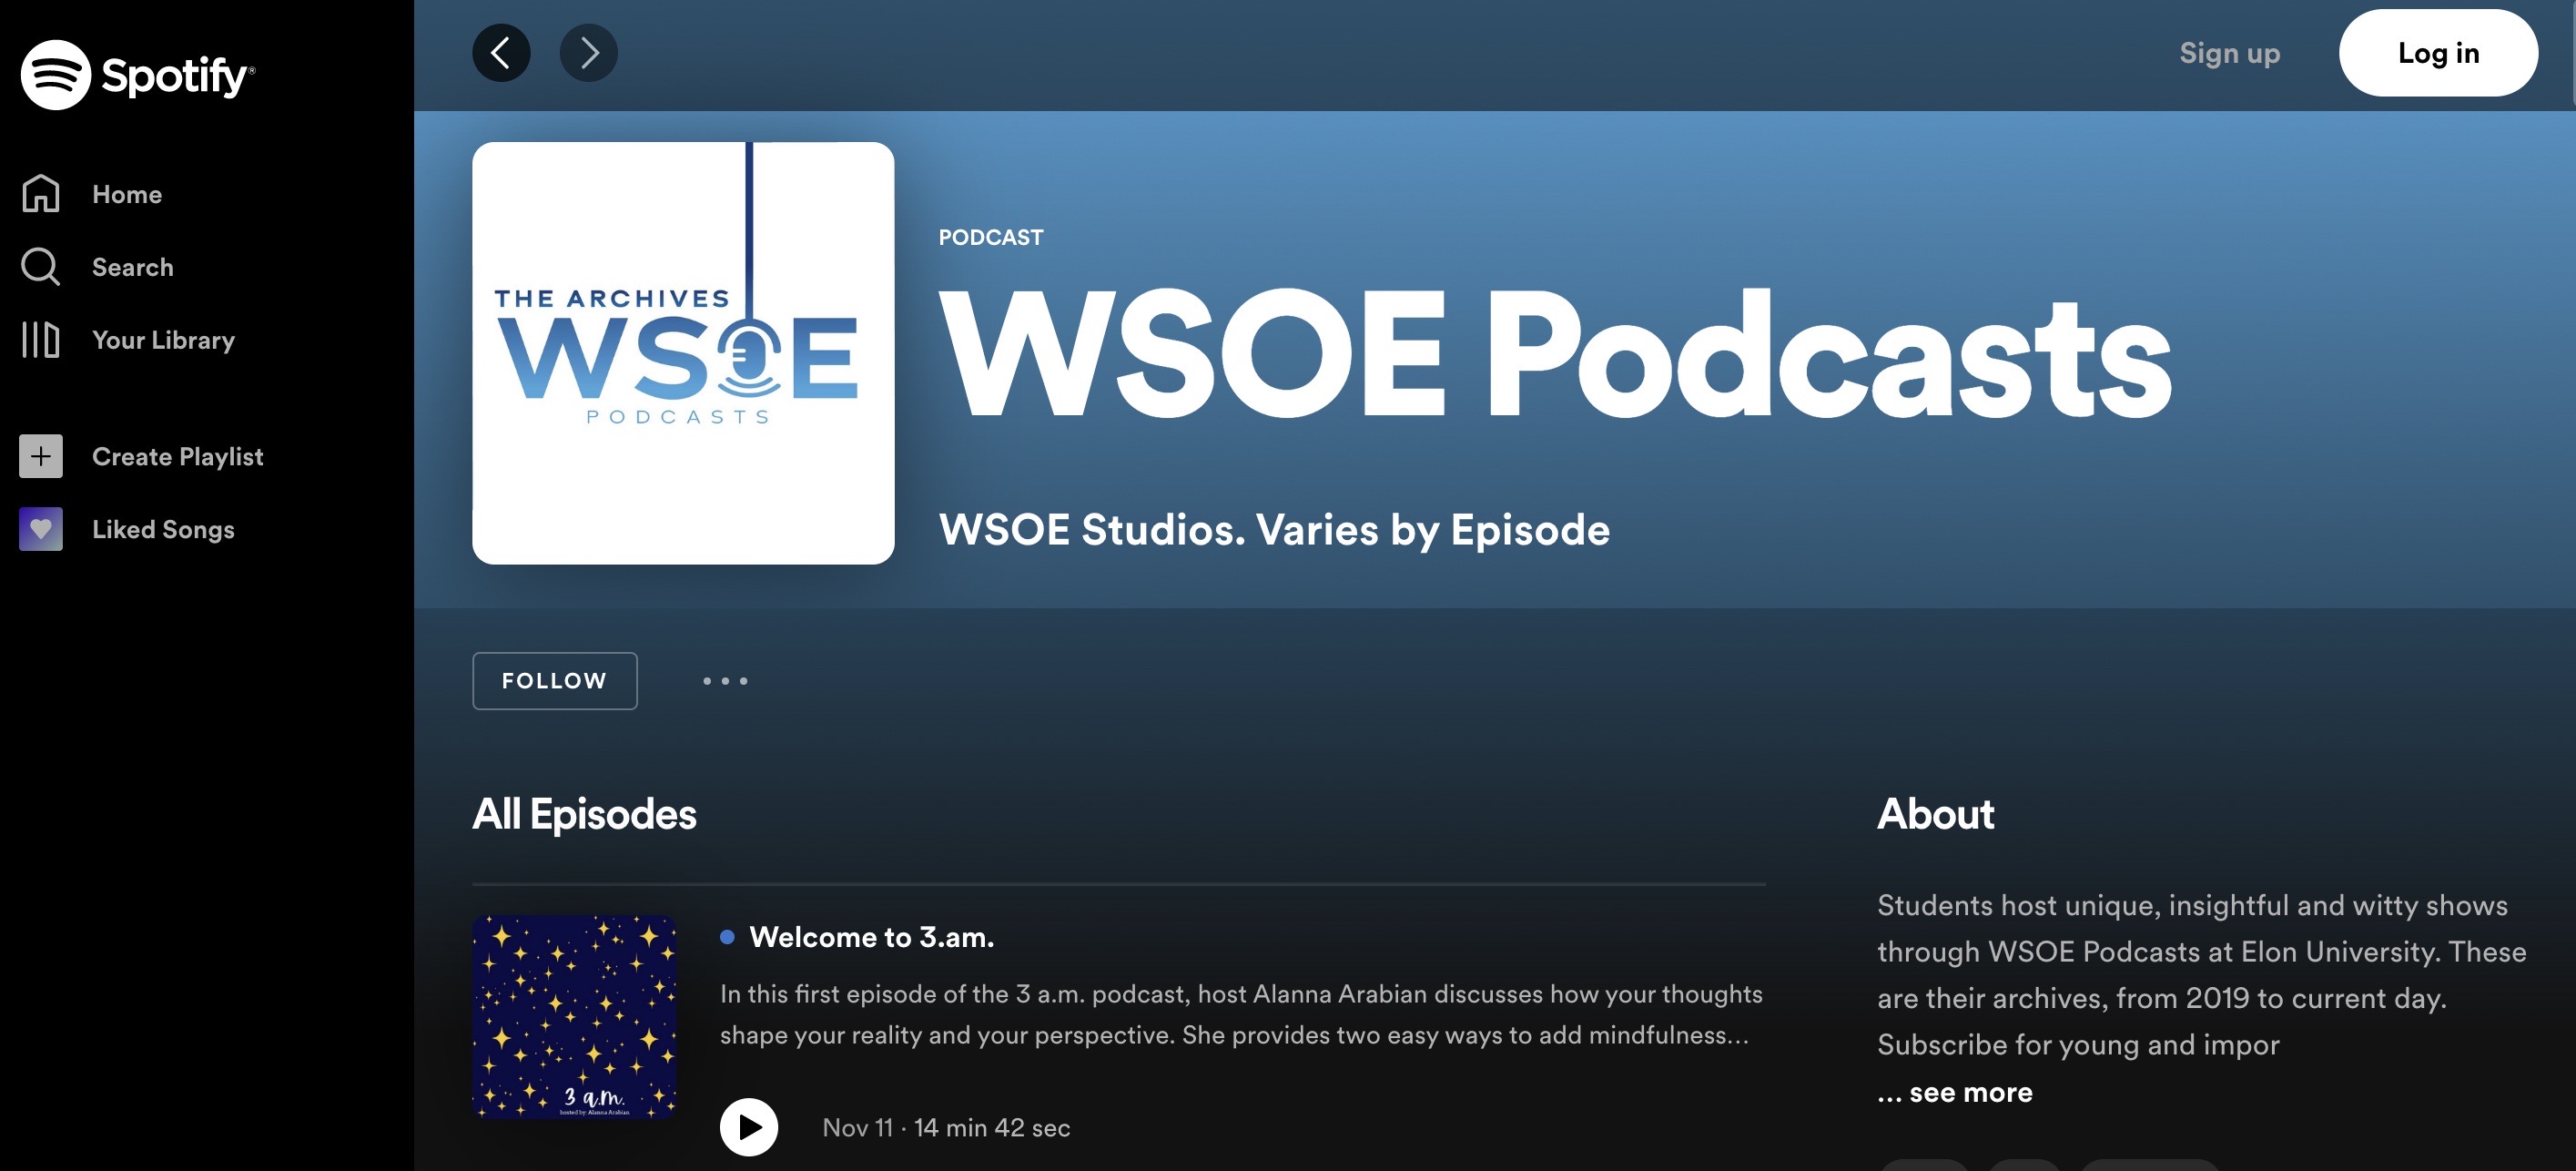 Spotify®
Home
Search
Your Library
Create Playlist
Liked Songs
Sign up
Log in
THE ARCHIVES
WSOE
PODCASTS
PODCAST
WSOE Podcasts
WSOE Studios. Varies by Episode
FOLLOW
All Episodes
3 a.m.
hosted by: Alanna Arabian
Welcome to 3.am.
In this first episode of the 3 a.m. podcast, host Alanna Arabian discusses how your thoughts
shape your reality and your perspective. She provides two easy ways to add mindfulness...
Nov 11 · 14 min 42 sec
About
Students host unique, insightful and witty shows
through WSOE Podcasts at Elon University. These
are their archives, from 2019 to current day.
Subscribe for young and impor
... see more